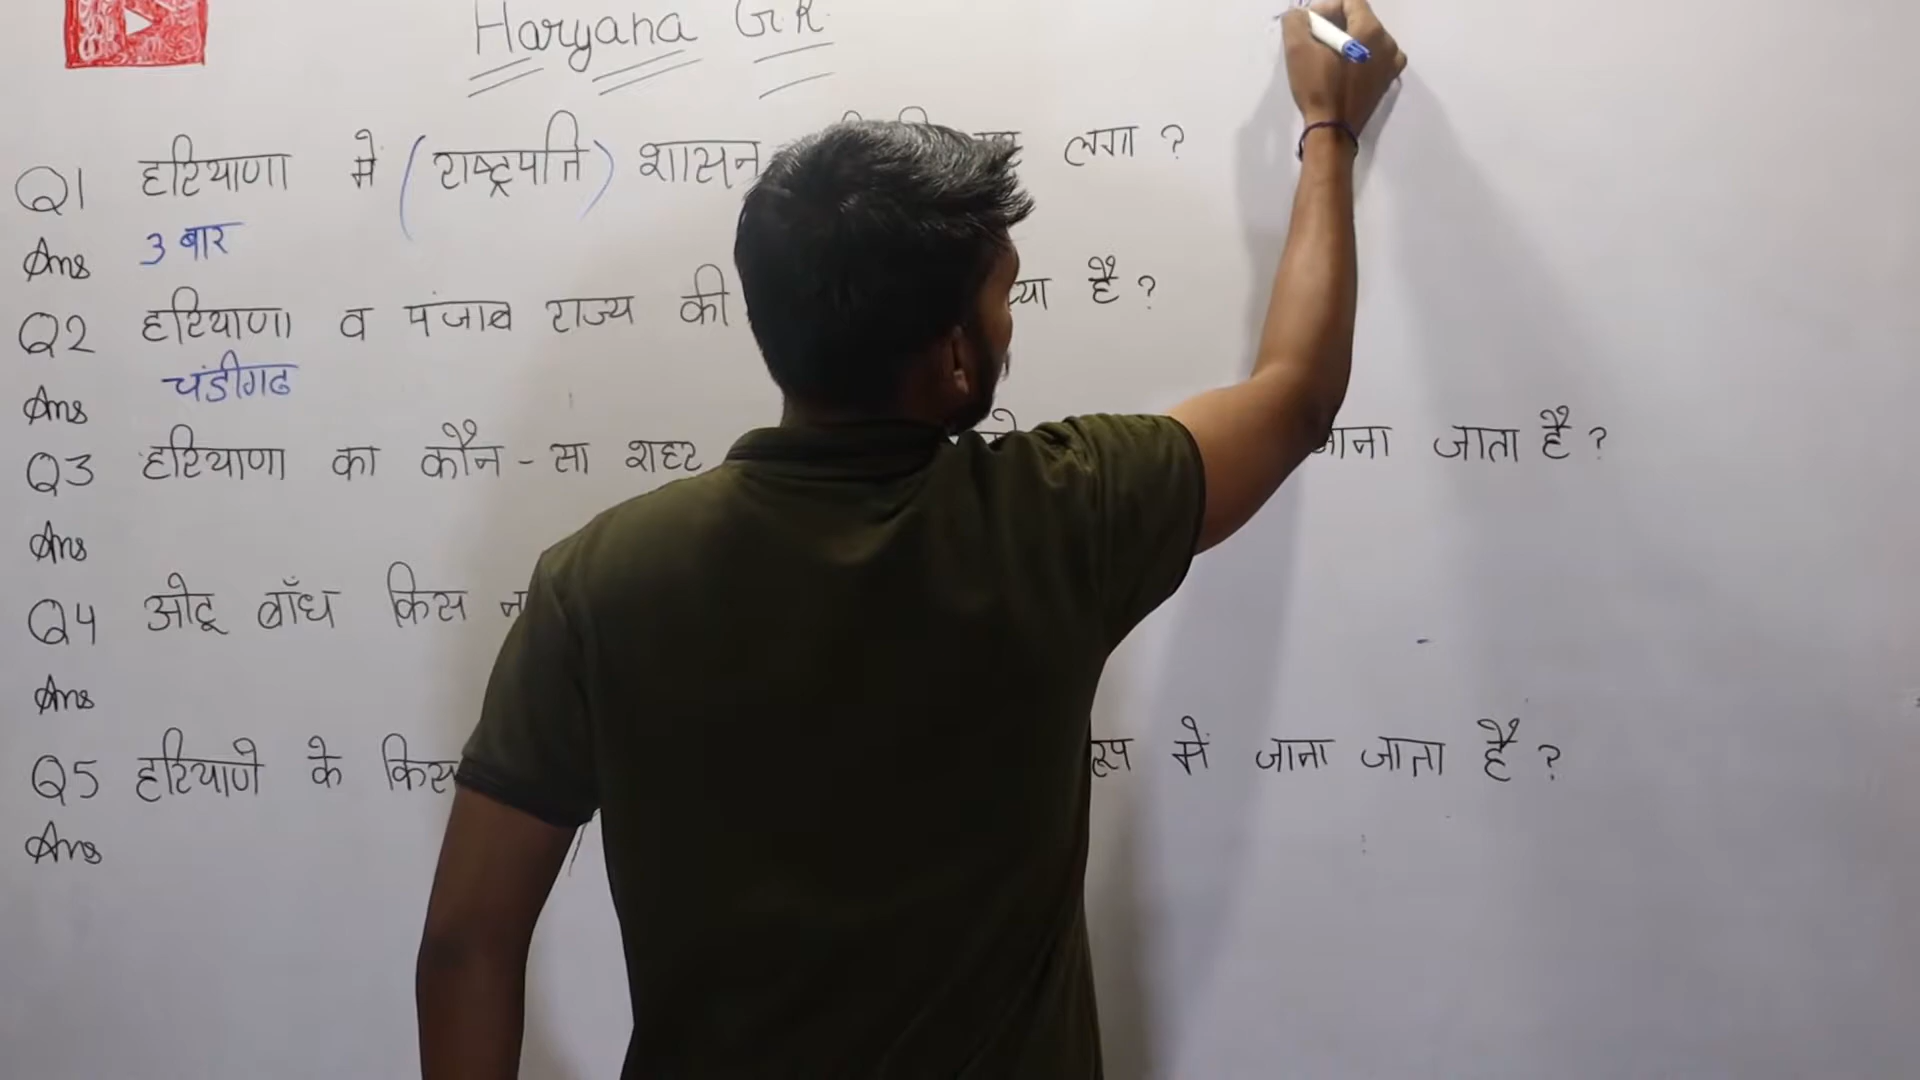 Haryana G.K.
Q1 हरियाणा में (राष्ट्रपति) शासन लगा ?
Ans 3 बार
Q2 हरियाणा व पंजाब राज्य की है ?
Ans चंडीगढ
Q3 हरियाणा का कौन - सा शहर जाना जाता है ?
Ans
Q4 ओटू बाँध किस
Ans
Q5 हरियाणे के किस रूप में जाना जाता है ?
Ans